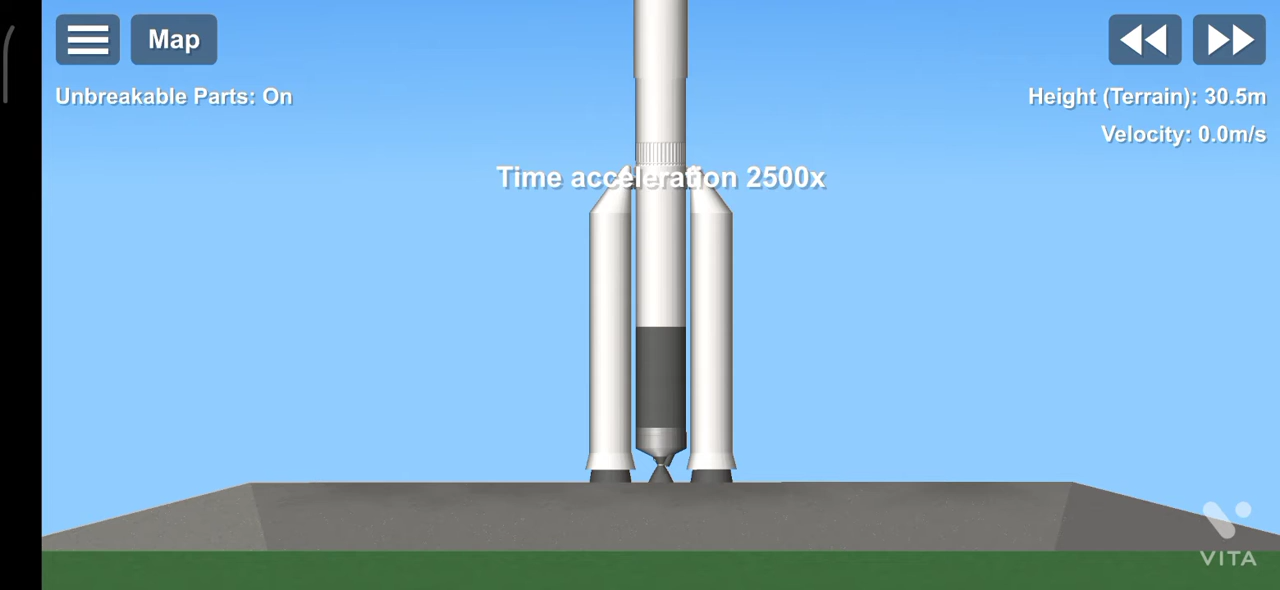 Map
Unbreakable Parts: On
Height (Terrain): 30.5m
Velocity: 0.0m/s
Time acceleration 2500x
VITA